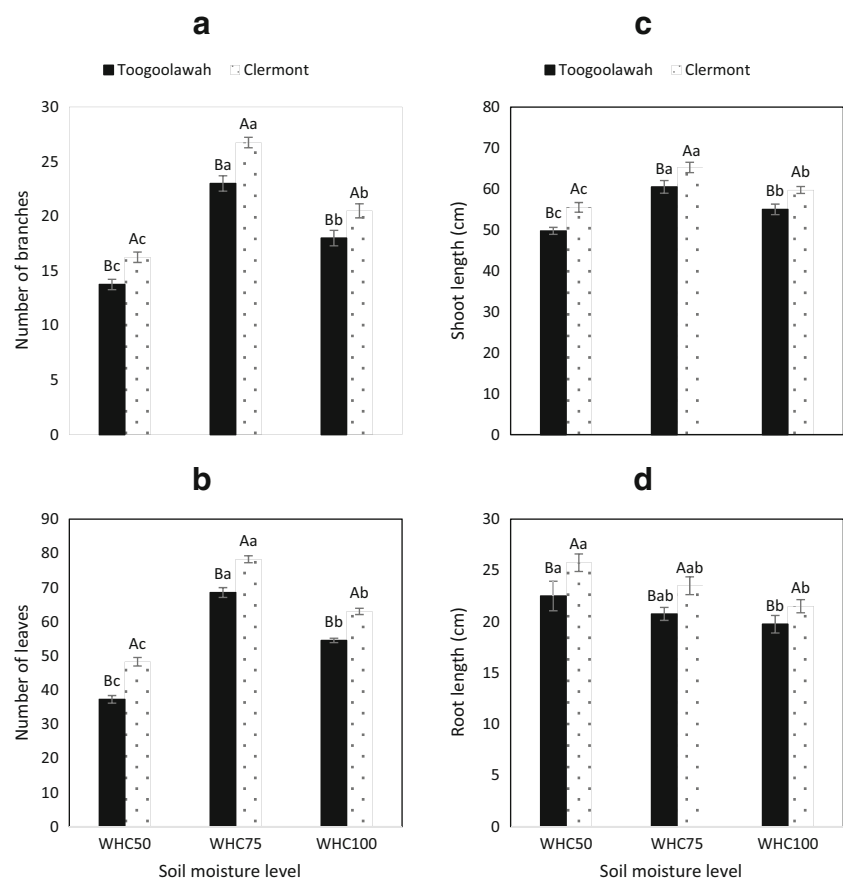 a
Toogoolawah Clermont
30
25
20
15
10
5
0
Number of branches
Bc Ac Ba Aa Bb Ab
c
Toogoolawah Clermont
80
70
60
50
40
30
20
10
0
Shoot length (cm)
Bc Ac Ba Aa Bb Ab
b
90
80
70
60
50
40
30
20
10
0
Number of leaves
Bc Ac Ba Aa Bb Ab
WHC50 WHC75 WHC100
Soil moisture level
d
30
25
20
15
10
5
0
Root length (cm)
Ba Aa Bab Aab Bb Ab
WHC50 WHC75 WHC100
Soil moisture level